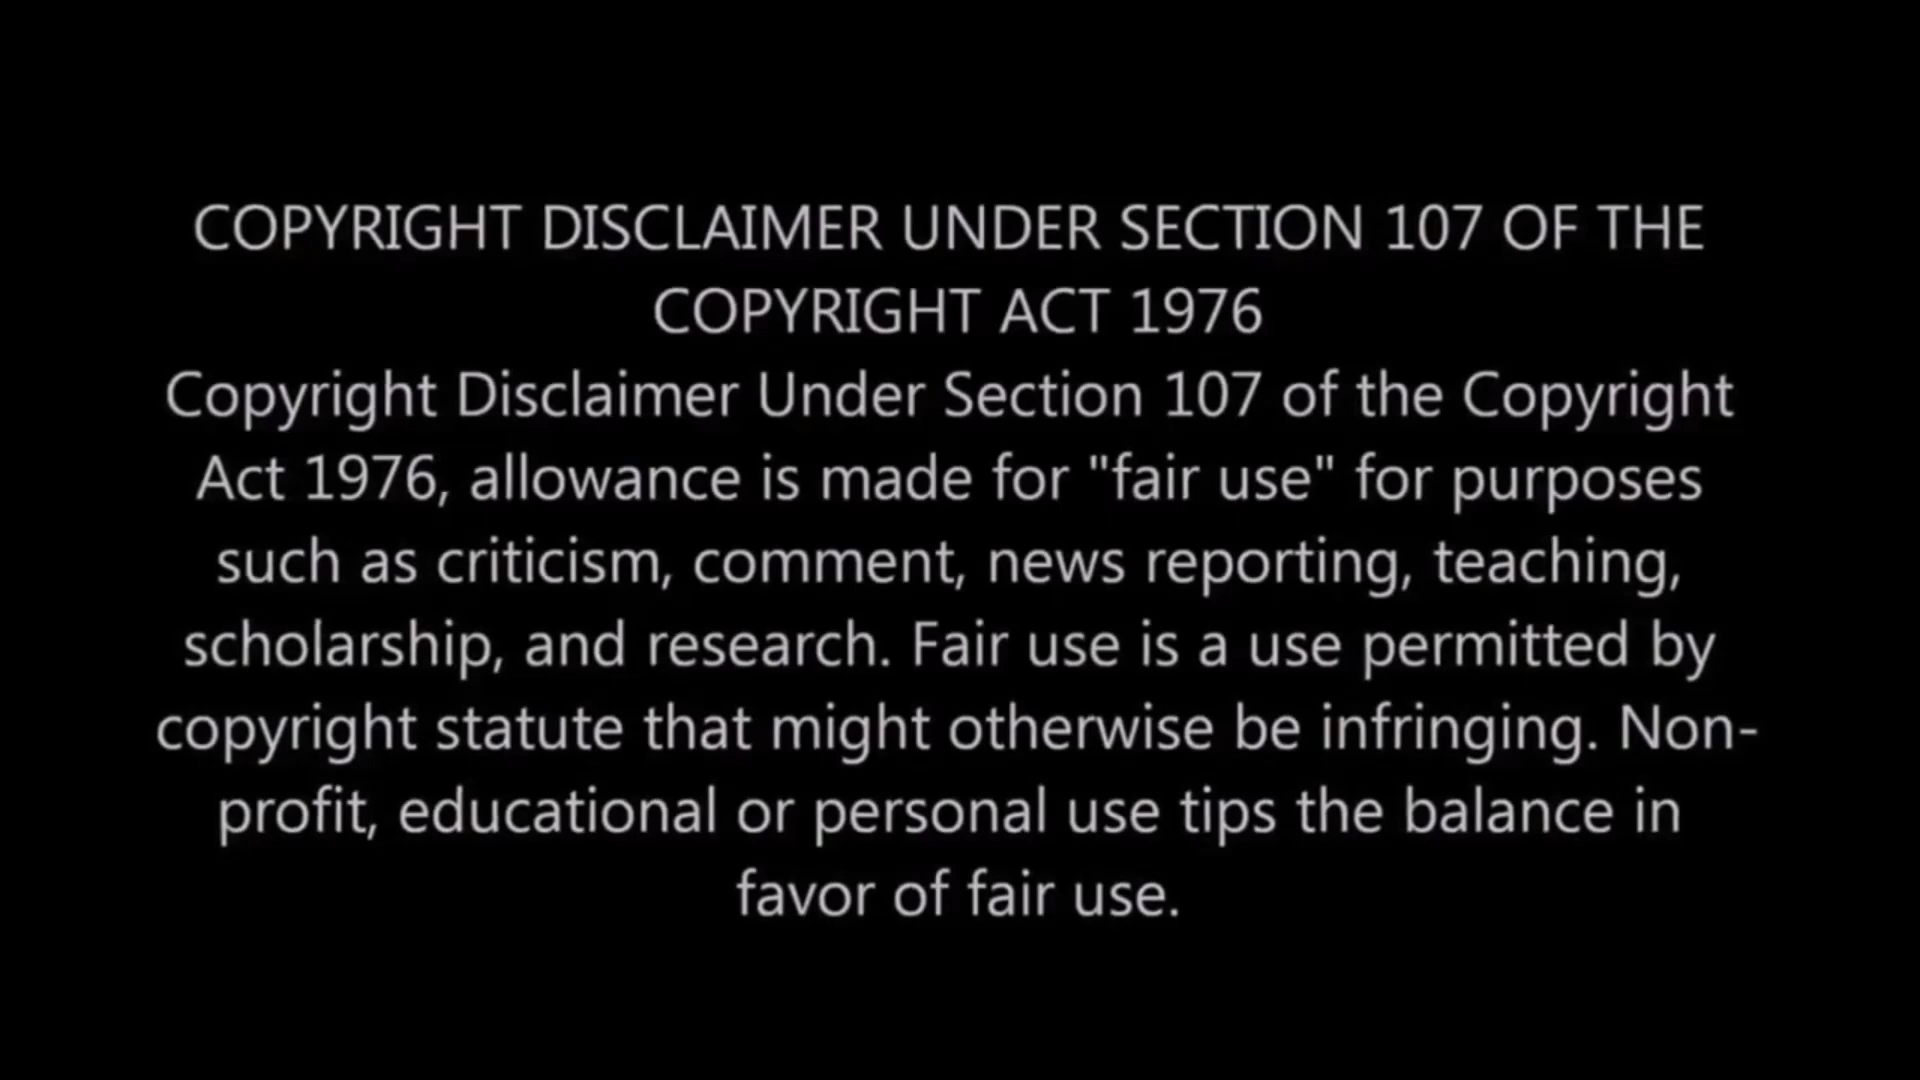 COPYRIGHT DISCLAIMER UNDER SECTION 107 OF THE
COPYRIGHT ACT 1976
Copyright Disclaimer Under Section 107 of the Copyright
Act 1976, allowance is made for "fair use" for purposes
such as criticism, comment, news reporting, teaching,
scholarship, and research. Fair use is a use permitted by
copyright statute that might otherwise be infringing. Non-
profit, educational or personal use tips the balance in
favor of fair use.